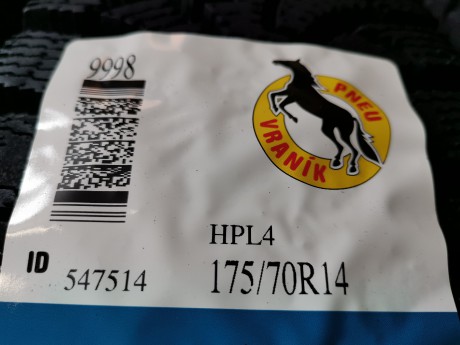 9998
PNEU
VRANÍK
HPL4
ID 547514
175/70R14